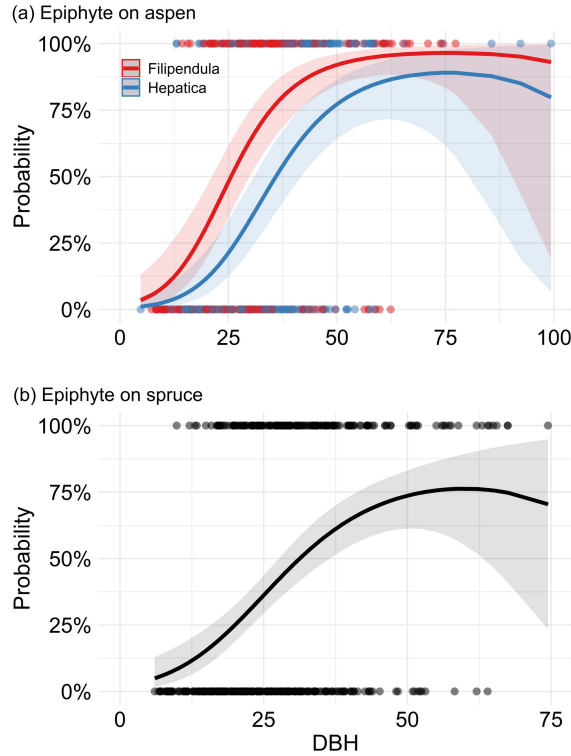 (a) Epiphyte on aspen
100%
Filipendula
Hepatica
75%
Probability
50%
25%
0%
0 25 50 75 100
(b) Epiphyte on spruce
100%
75%
Probability
50%
25%
0%
0 25 50 75
DBH